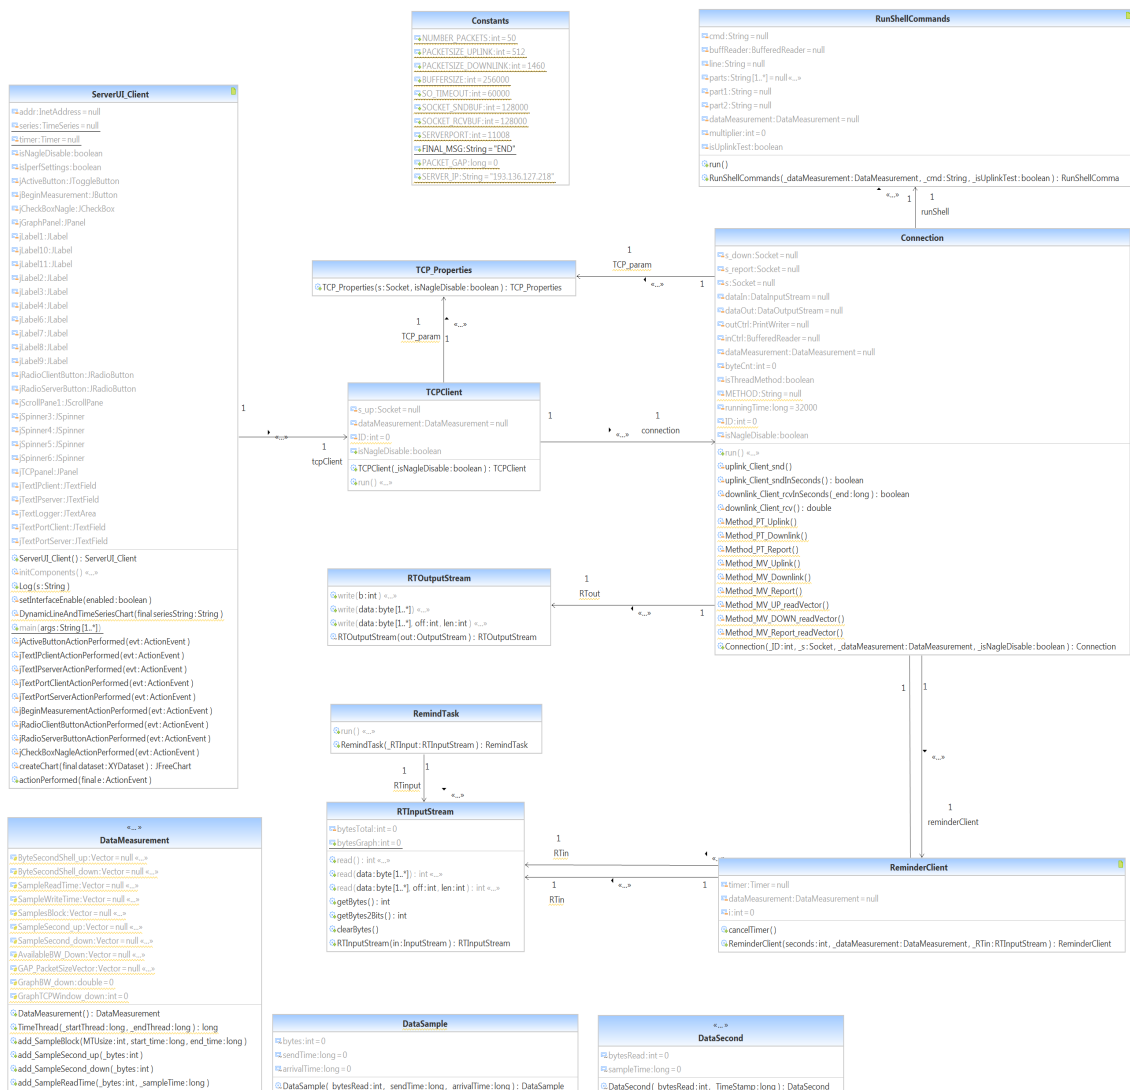 Constants
NUMBER_PACKETS:int=50
PACKETSIZE_UPLINK:int=512
PACKETSIZE_DOWNLINK:int=1460
BUFFERSIZE:int=256000
SO_TIMEOUT:int=60000
SOCKET_SNDBUF:int=128000
SOCKET_RCVBUF:int=128000
SERVERPORT:int=11008
FINAL_MSG:String="END"
PACKET_GAP:long=0
SERVER_IP:String="193.136.127.218"
RunShellCommands
cmd:String=null
buffReader:BufferedReader=null
line:String=null
parts:String[1..*]=null «...»
part1:String=null
part2:String=null
dataMeasurement:DataMeasurement=null
multiplier:int=0
isUplinkTest:boolean
run()
RunShellCommands(_dataMeasurement:DataMeasurement, _cmd:String, _isUplinkTest:boolean) : RunShellComma
«...»
1
1
runShell
ServerUI_Client
addr:InetAddress=null
series:TimeSeries=null
timer:Timer=null
isNagleDisable:boolean
isIperfSettings:boolean
jActiveButton:JToggleButton
jBeginMeasurement:JButton
jCheckBoxNagle:JCheckBox
jGraphPanel:JPanel
jLabel1:JLabel
jLabel10:JLabel
jLabel11:JLabel
jLabel2:JLabel
jLabel3:JLabel
jLabel4:JLabel
jLabel6:JLabel
jLabel7:JLabel
jLabel8:JLabel
jLabel9:JLabel
jRadioClientButton:JRadioButton
jRadioServerButton:JRadioButton
jScrollPane1:JScrollPane
jSpinner3:JSpinner
jSpinner4:JSpinner
jSpinner5:JSpinner
jSpinner6:JSpinner
jTCPpanel:JPanel
jTextIPclient:JTextField
jTextIPserver:JTextField
jTextLogger:JTextArea
jTextPortClient:JTextField
jTextPortServer:JTextField
ServerUI_Client() : ServerUI_Client
initComponents() «...»
Log(s:String)
setInterfaceEnable(enabled:boolean)
DynamicLineAndTimeSeriesChart(final seriesString:String)
main(args:String[1..*])
jActiveButtonActionPerformed(evt:ActionEvent)
jTextIPclientActionPerformed(evt:ActionEvent)
jTextIPserverActionPerformed(evt:ActionEvent)
jTextPortClientActionPerformed(evt:ActionEvent)
jTextPortServerActionPerformed(evt:ActionEvent)
jBeginMeasurementActionPerformed(evt:ActionEvent)
jRadioClientButtonActionPerformed(evt:ActionEvent)
jRadioServerButtonActionPerformed(evt:ActionEvent)
jCheckBoxNagleActionPerformed(evt:ActionEvent)
createChart(final dataset:XYDataset) : JFreeChart
actionPerformed(final e:ActionEvent)
1
«...»
1
tcpClient
TCP_Properties
TCP_Properties(s:Socket, isNagleDisable:boolean) : TCP_Properties
1
TCP_param
«...»
1
1
TCP_param
«...»
1
TCPClient
s_up:Socket=null
dataMeasurement:DataMeasurement=null
ID:int=0
isNagleDisable:boolean
TCPClient(_isNagleDisable:boolean) : TCPClient
run() «...»
1
«...»
1
connection
Connection
s_down:Socket=null
s_report:Socket=null
s:Socket=null
dataIn:DataInputStream=null
dataOut:DataOutputStream=null
outCtrl:PrintWriter=null
inCtrl:BufferedReader=null
dataMeasurement:DataMeasurement=null
byteCnt:int=0
isThreadMethod:boolean
METHOD:String=null
runningTime:long=32000
ID:int=0
isNagleDisable:boolean
run() «...»
uplink_Client_snd()
uplink_Client_sndInSeconds() : boolean
downlink_Client_rcvInSeconds(_end:long) : boolean
downlink_Client_rcv() : double
Method_PT_Uplink()
Method_PT_Downlink()
Method_PT_Report()
Method_MV_Uplink()
Method_MV_Downlink()
Method_MV_Report()
Method_MV_UP_readVector()
Method_MV_DOWN_readVector()
Method_MV_Report_readVector()
Connection(_ID:int, _s:Socket, _dataMeasurement:DataMeasurement, _isNagleDisable:boolean) : Connection
RTOutputStream
write(b:int) «...»
write(data:byte[1..*]) «...»
write(data:byte[1..*], off:int, len:int) «...»
RTOutputStream(out:OutputStream) : RTOutputStream
1
RTout
«...»
1
RemindTask
run() «...»
RemindTask(_RTInput:RTInputStream) : RemindTask
1
1
RTinput
«...»
RTInputStream
bytesTotal:int=0
bytesGraph:int=0
read() : int «...»
read(data:byte[1..*]) : int «...»
read(data:byte[1..*], off:int, len:int) : int «...»
getBytes() : int
getBytes2Bits() : int
clearBytes()
RTInputStream(in:InputStream) : RTInputStream
1
RTin
«...»
1
1
RTin
«...»
1
1
1
«...»
1
reminderClient
ReminderClient
timer:Timer=null
dataMeasurement:DataMeasurement=null
i:int=0
cancelTimer()
ReminderClient(seconds:int, _dataMeasurement:DataMeasurement, _RTin:RTInputStream) : ReminderClient
«...»
DataMeasurement
ByteSecondShell_up:Vector=null «...»
ByteSecondShell_down:Vector=null «...»
SampleReadTime:Vector=null «...»
SampleWriteTime:Vector=null «...»
SamplesBlock:Vector=null «...»
SampleSecond_up:Vector=null «...»
SampleSecond_down:Vector=null «...»
AvailableBW_Down:Vector=null «...»
GAP_PacketSizeVector:Vector=null «...»
GraphBW_down:double=0
GraphTCPWindow_down:int=0
DataMeasurement() : DataMeasurement
TimeThread(_startThread:long, _endThread:long) : long
add_SampleBlock(MTUsize:int, start_time:long, end_time:long)
add_SampleSecond_up(_bytes:int)
add_SampleSecond_down(_bytes:int)
add_SampleReadTime(_bytes:int, _sampleTime:long)
DataSample
bytes:int=0
sendTime:long=0
arrivalTime:long=0
DataSample(_bytesRead:int, _sendTime:long, _arrivalTime:long) : DataSample
«...»
DataSecond
bytesRead:int=0
sampleTime:long=0
DataSecond(_bytesRead:int, _TimeStamp:long) : DataSecond